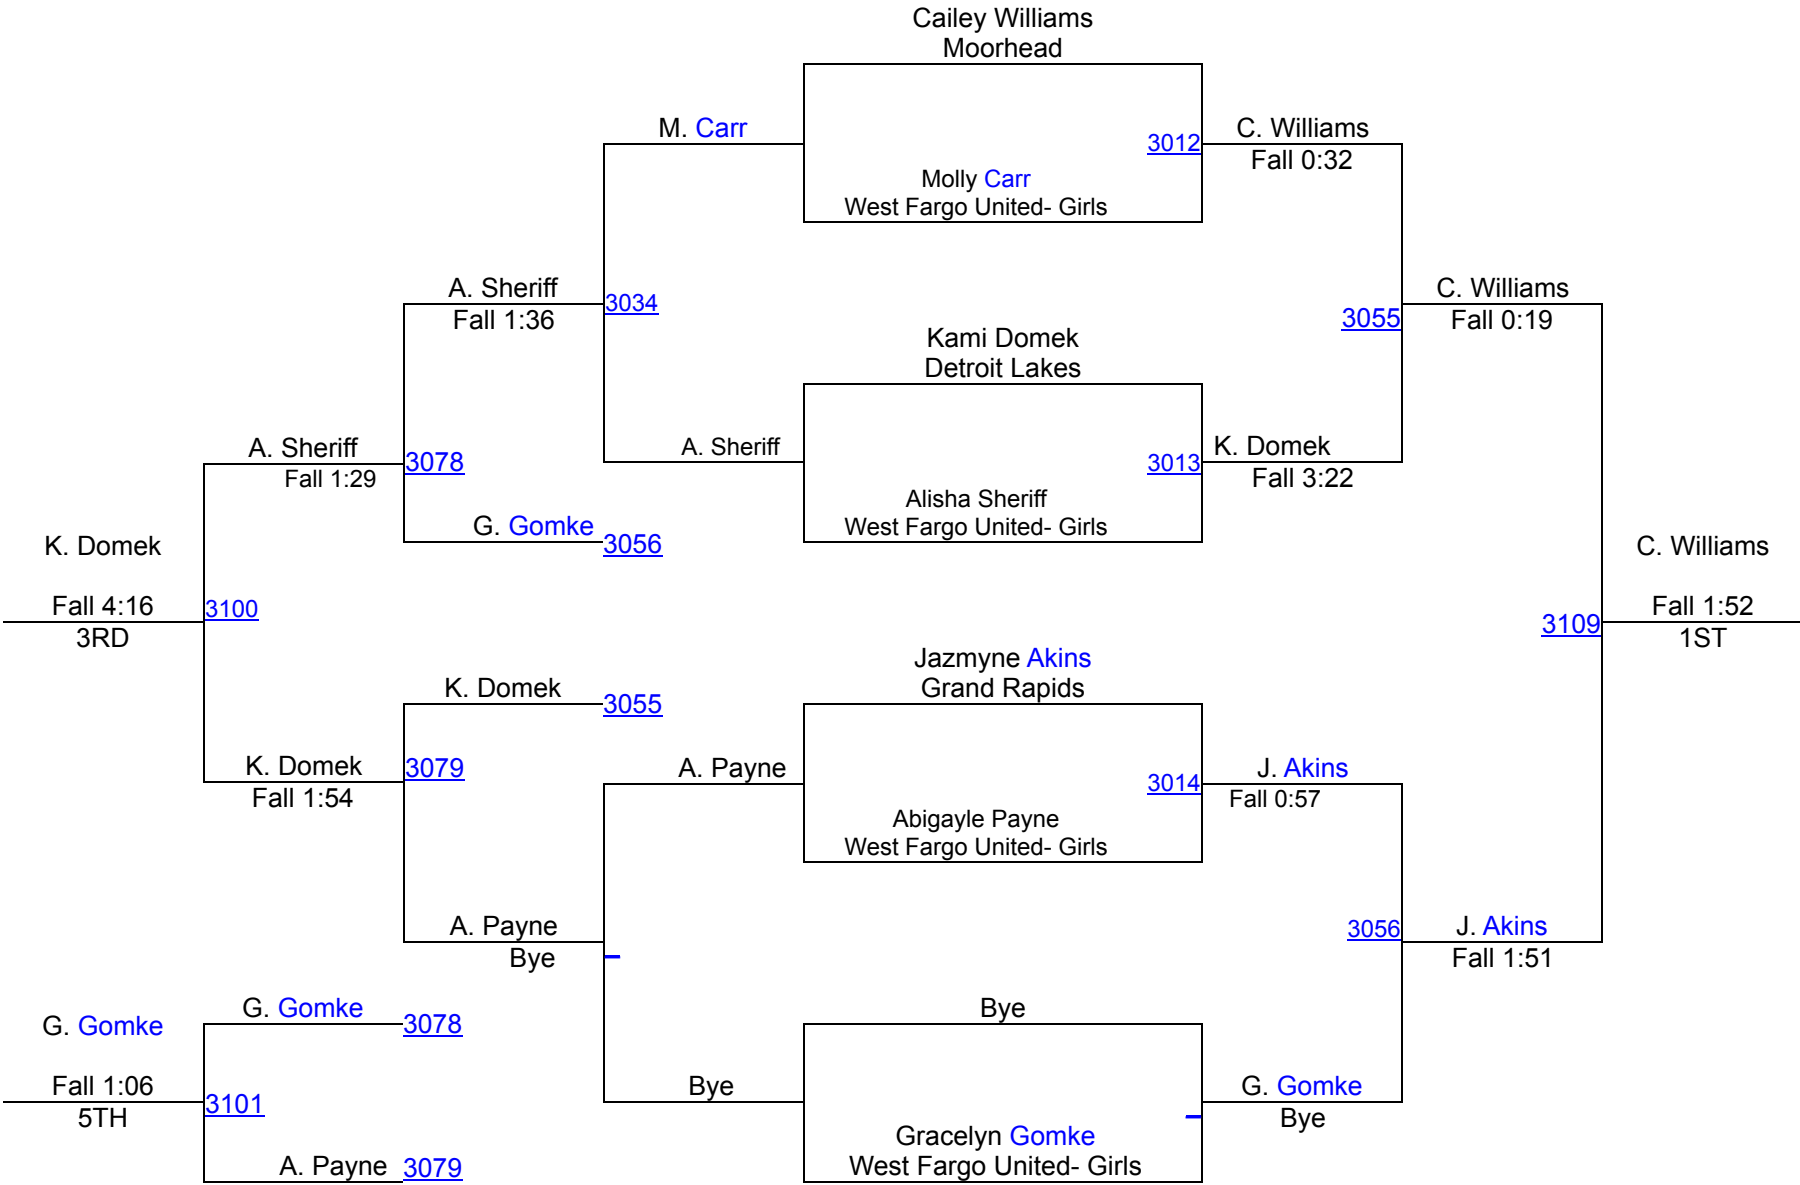 Cailey Williams
Moorhead
M. Carr
3012
C. Williams
Fall 0:32
Molly Carr
West Fargo United- Girls
A. Sheriff
Fall 1:36
3034
3055
C. Williams
Fall 0:19
Kami Domek
Detroit Lakes
A. Sheriff
Fall 1:29
3078
A. Sheriff
3013
K. Domek
Fall 3:22
Alisha Sheriff
West Fargo United- Girls
G. Gomke
3056
K. Domek
Fall 4:16
3RD
3100
C. Williams
Fall 1:52
1ST
3109
Jazmyne Akins
Grand Rapids
K. Domek
3055
K. Domek
Fall 1:54
3079
A. Payne
3014
J. Akins
Fall 0:57
Abigayle Payne
West Fargo United- Girls
A. Payne
Bye
3056
J. Akins
Fall 1:51
G. Gomke
3078
Bye
G. Gomke
Fall 1:06
5TH
3101
Bye
G. Gomke
Bye
Gracelyn Gomke
West Fargo United- Girls
A. Payne
3079